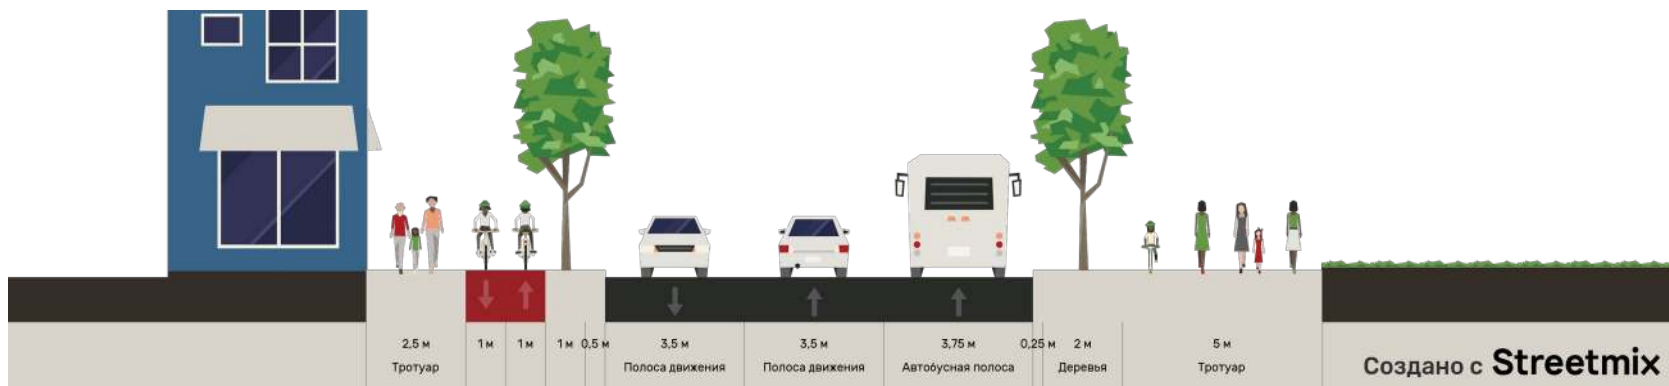 2,5 м 1 м 1 м 1 м 0,5 м 3,5 м 3,5 м 3,75 м 0,25 м 2 м 5 м
Тротуар Полоса движения Полоса движения Автобусная полоса Деревья Тротуар
Создано с Streetmix